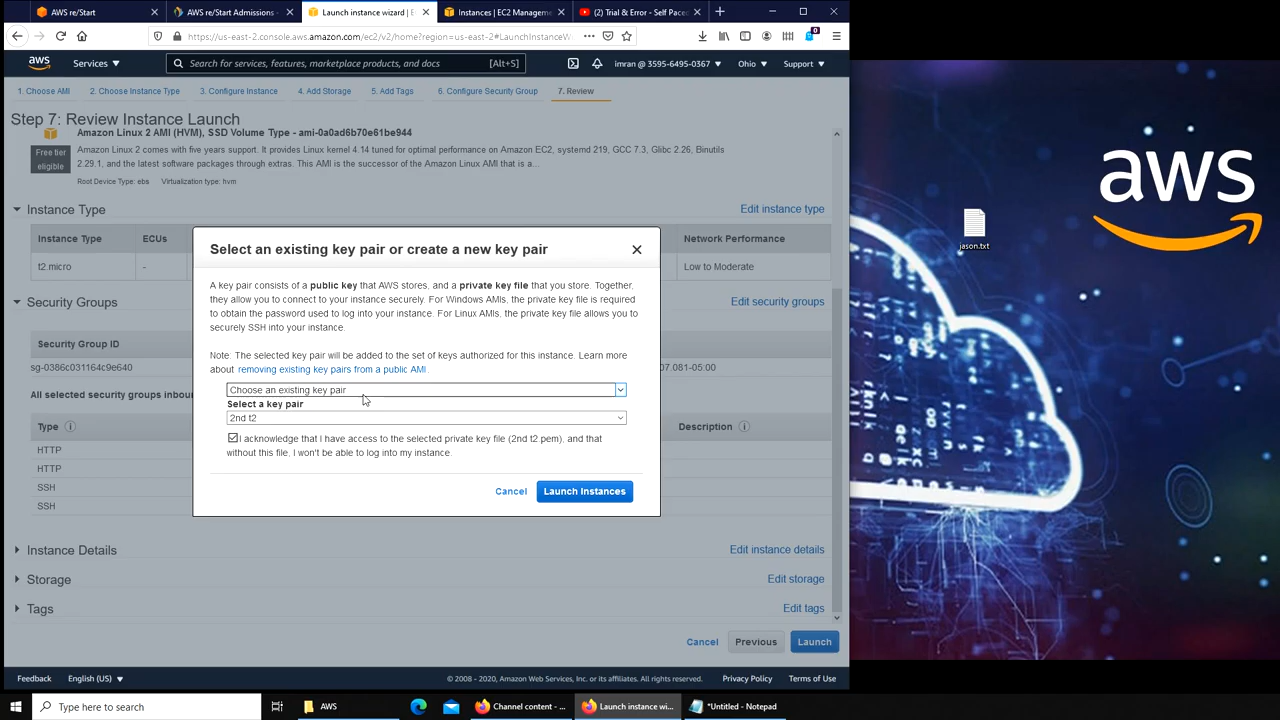 AWS re/Start
AWS re/Start Admissions -
Launch instance wizard | E
Instances | EC2 Managem
(2) Trial & Error - Self Pace
https://us-east-2.console.aws.amazon.com/ec2/v2/home?region=us-east-2#LaunchInstanceW
0
aws
Services
Search for services, features, marketplace products, and docs
[Alt+S]
imran @ 3595-6495-0367
Ohio
Support
1. Choose AMI
2. Choose Instance Type
3. Configure Instance
4. Add Storage
5. Add Tags
6. Configure Security Group
7. Review
Step 7: Review Instance Launch
Amazon Linux 2 AMI (HVM), SSD Volume Type - ami-0a0ad6b70e61be944
Free tier
eligible
Amazon Linux 2 comes with five years support. It provides Linux kernel 4.14 tuned for optimal performance on Amazon EC2, systemd 219, GCC 7.3, Glibc 2.26, Binutils
2.29.1, and the latest software packages through extras. This AMI is the successor of the Amazon Linux AMI that is a...
Root Device Type: ebs
Virtualization type: hvm
Instance Type
Edit instance type
Instance Type
ECUs
Network Performance
t2.micro
-
Low to Moderate
Security Groups
Edit security groups
Security Group ID
sg-0386c031164c9e640
07.081-05:00
All selected security groups inbou
Type
Description
HTTP
HTTP
SSH
SSH
Select an existing key pair or create a new key pair
A key pair consists of a public key that AWS stores, and a private key file that you store. Together,
they allow you to connect to your instance securely. For Windows AMIs, the private key file is required
to obtain the password used to log into your instance. For Linux AMIs, the private key file allows you to
securely SSH into your instance.
Note: The selected key pair will be added to the set of keys authorized for this instance. Learn more
about removing existing key pairs from a public AMI.
Choose an existing key pair
Select a key pair
2nd t2
I acknowledge that I have access to the selected private key file (2nd t2.pem), and that
without this file, I won't be able to log into my instance.
Cancel
Launch Instances
Instance Details
Edit instance details
Storage
Edit storage
Tags
Edit tags
Cancel
Previous
Launch
Feedback
English (US)
© 2008 - 2020, Amazon Web Services, Inc. or its affiliates. All rights reserved.
Privacy Policy
Terms of Use
aws
jason.txt
Type here to search
AWS
Channel content - ...
Launch instance wi...
*Untitled - Notepad